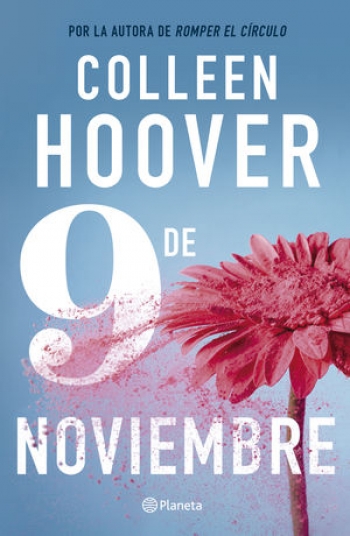 POR LA AUTORA DE ROMPER EL CÍRCULO
COLLEEN
HOOVER
9 DE
NOVIEMBRE
Planeta